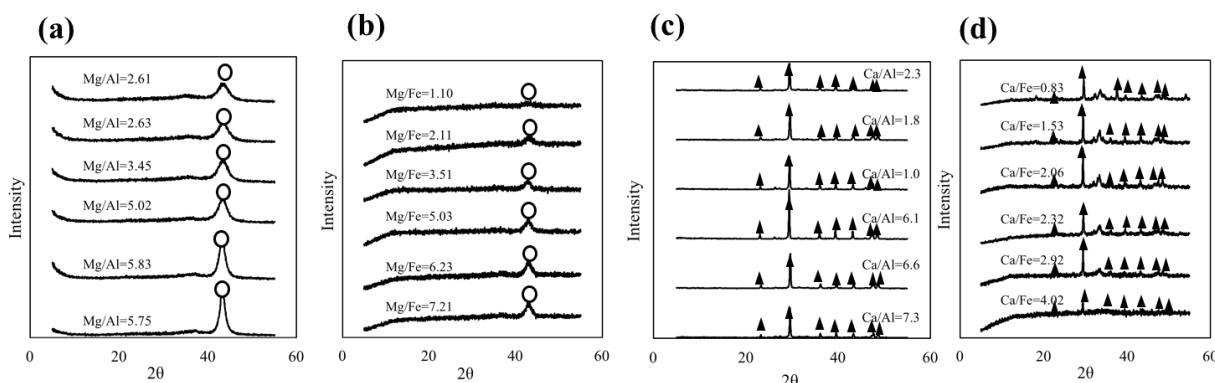 (a)
Mg/Al=2.61
Mg/Al=2.63
Mg/Al=3.45
Mg/Al=5.02
Mg/Al=5.83
Mg/Al=5.75
Intensity
0
20
40
60
2θ
(b)
Mg/Fe=1.10
Mg/Fe=2.11
Mg/Fe=3.51
Mg/Fe=5.03
Mg/Fe=6.23
Mg/Fe=7.21
Intensity
0
20
40
60
2θ
(c)
Ca/Al=2.3
Ca/Al=1.8
Ca/Al=1.0
Ca/Al=6.1
Ca/Al=6.6
Ca/Al=7.3
Intensity
0
20
40
60
2θ
(d)
Ca/Fe=0.83
Ca/Fe=1.53
Ca/Fe=2.06
Ca/Fe=2.32
Ca/Fe=2.92
Ca/Fe=4.02
Intensity
0
20
40
60
2θ